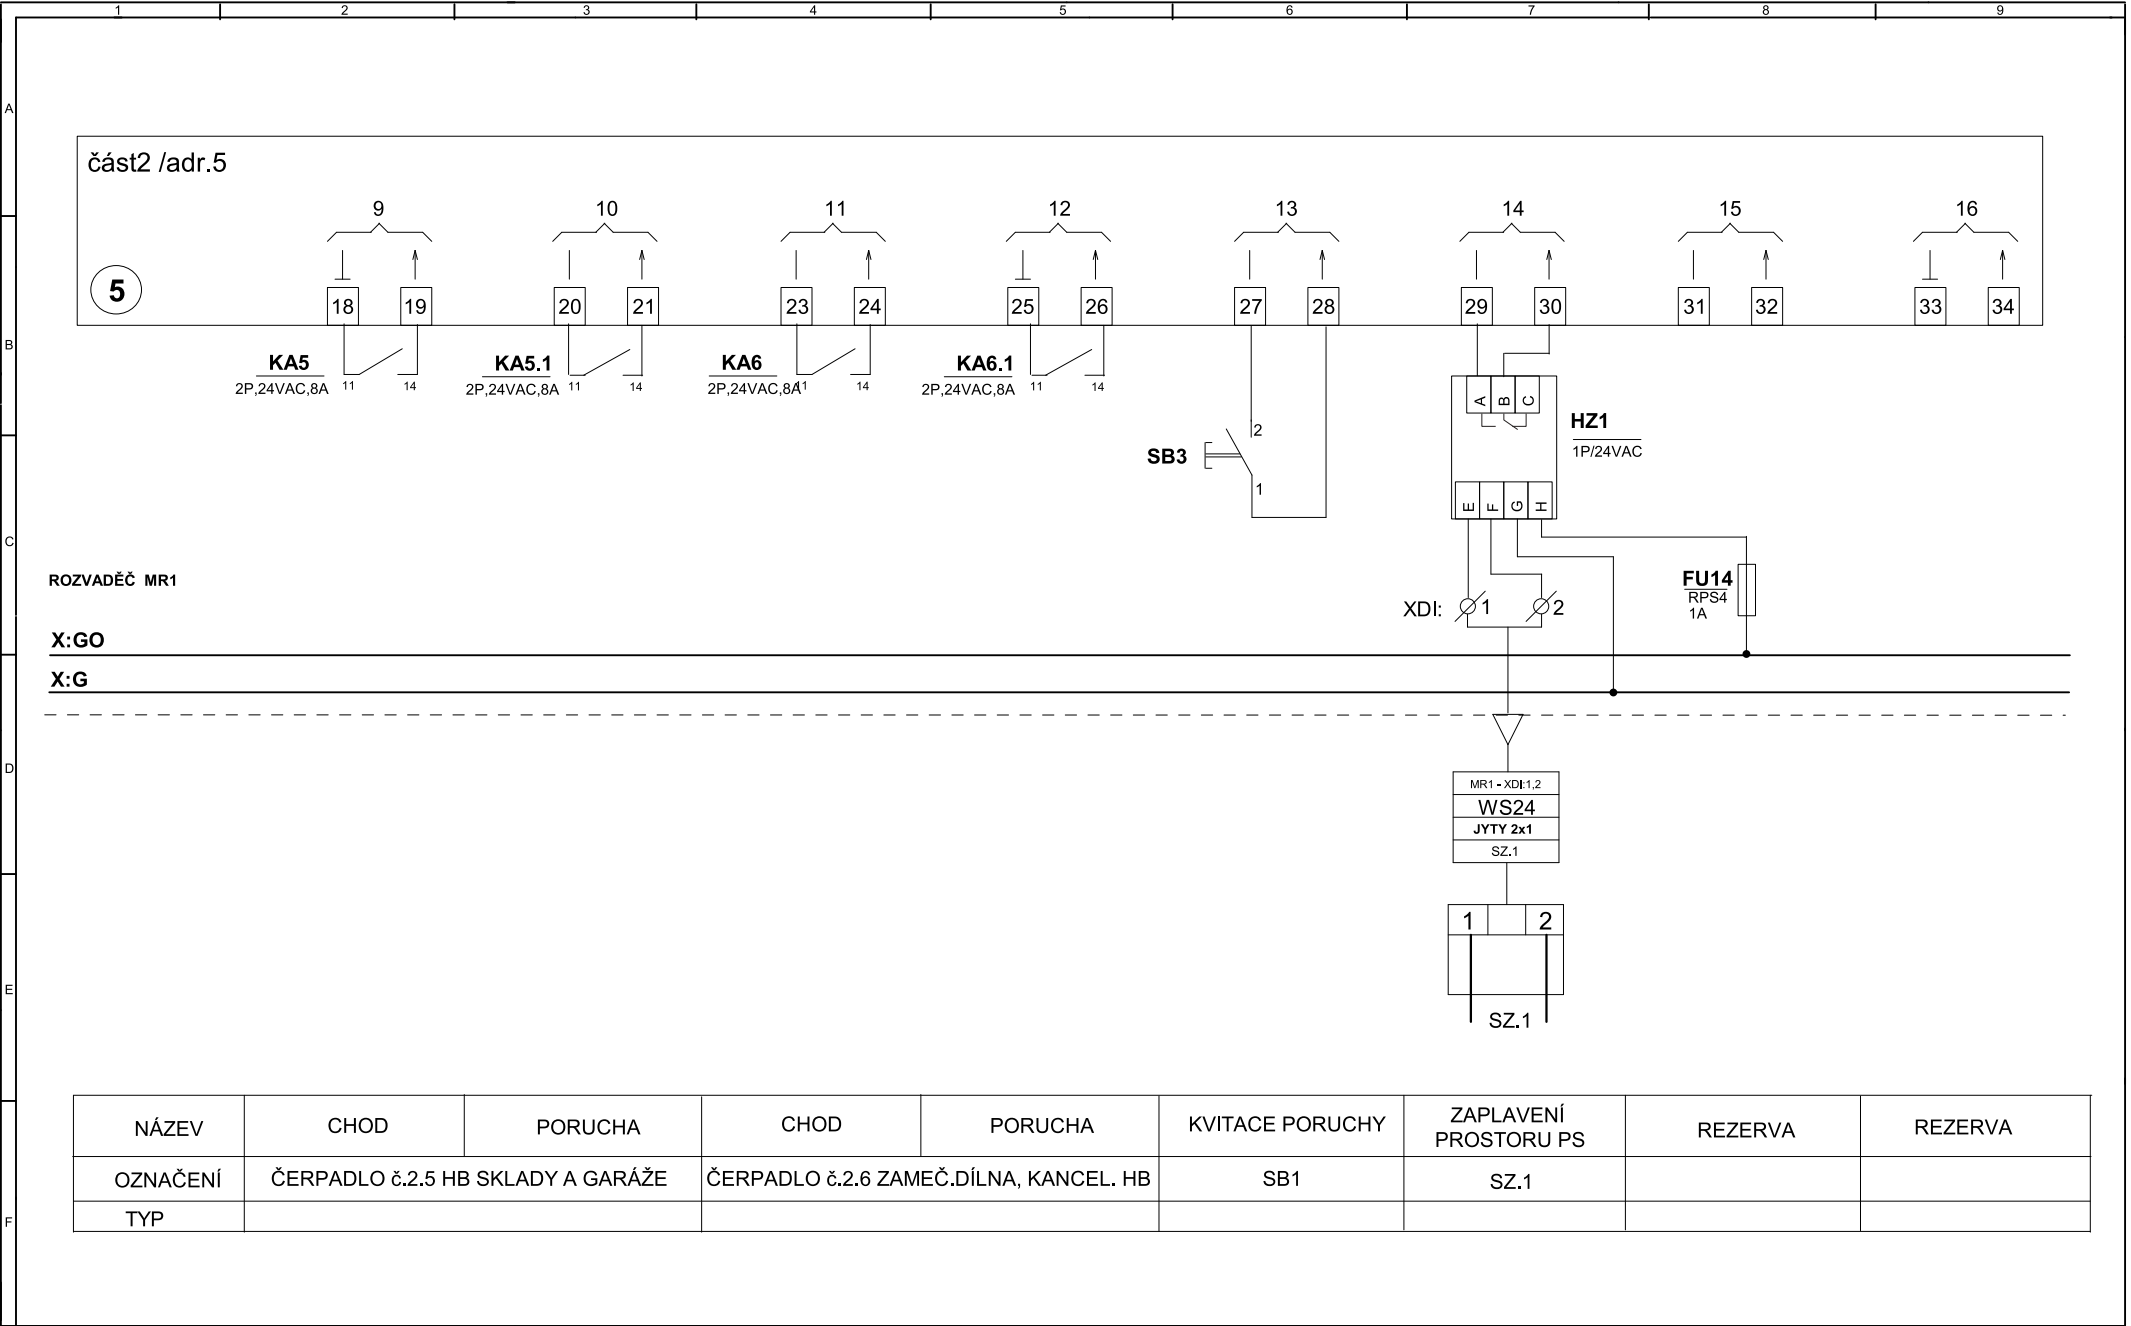 1 2 3 4 5 6 7 8 9
A
část2 /adr.5
9 10 11 12 13 14 15 16
5
18 19 20 21 23 24 25 26 27 28 29 30 31 32 33 34
B
KA5
2P,24VAC,8A
11 14
KA5.1
2P,24VAC,8A
11 14
KA6
2P,24VAC,8A
11 14
KA6.1
2P,24VAC,8A
11 14
A B C
HZ1
1P/24VAC
SB3
2
1
E F G H
C
ROZVADĚČ MR1
FU14
RPS4
1A
XDI: 1 2
X:GO
X:G
D
MR1 - XDI:1,2
WS24
JYTY 2x1
SZ.1
1 2
E
SZ.1
NÁZEV CHOD PORUCHA CHOD PORUCHA KVITACE PORUCHY ZAPLAVENÍ PROSTORU PS REZERVA REZERVA
OZNAČENÍ ČERPADLO č.2.5 HB SKLADY A GARÁŽE ČERPADLO č.2.6 ZAMEČ.DÍLNA, KANCEL. HB SB1 SZ.1
TYP
F